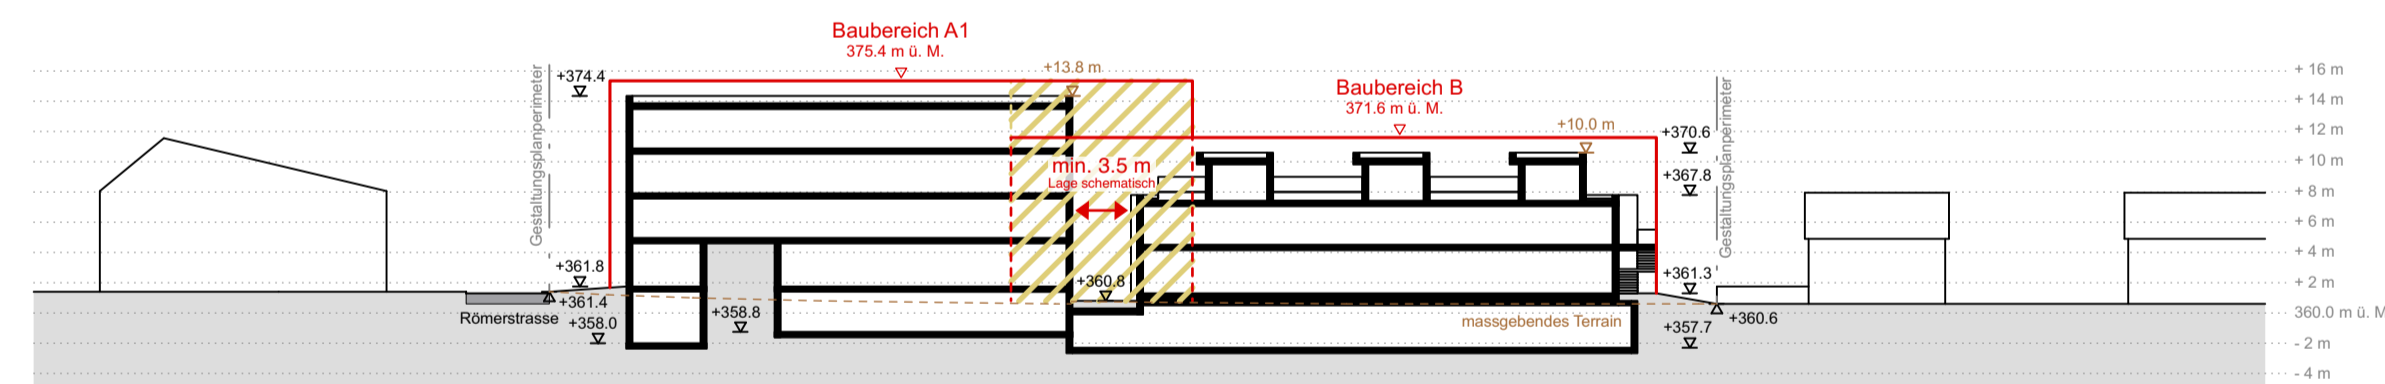 Baubereich A1
375.4 m ü. M.
Gestaltungsplanperimeter
+374.4
+13.8 m
Baubereich B
371.6 m ü. M.
+10.0 m
+370.6
+367.8
Gestaltungsplanperimeter
min. 3.5 m
Lage schematisch
+361.8
+361.4
Römerstrasse
+358.0
+358.8
+360.8
massgebendes Terrain
+361.3
+360.6
+357.7
+ 16 m
+ 14 m
+ 12 m
+ 10 m
+ 8 m
+ 6 m
+ 4 m
+ 2 m
360.0 m ü. M
- 2 m
- 4 m